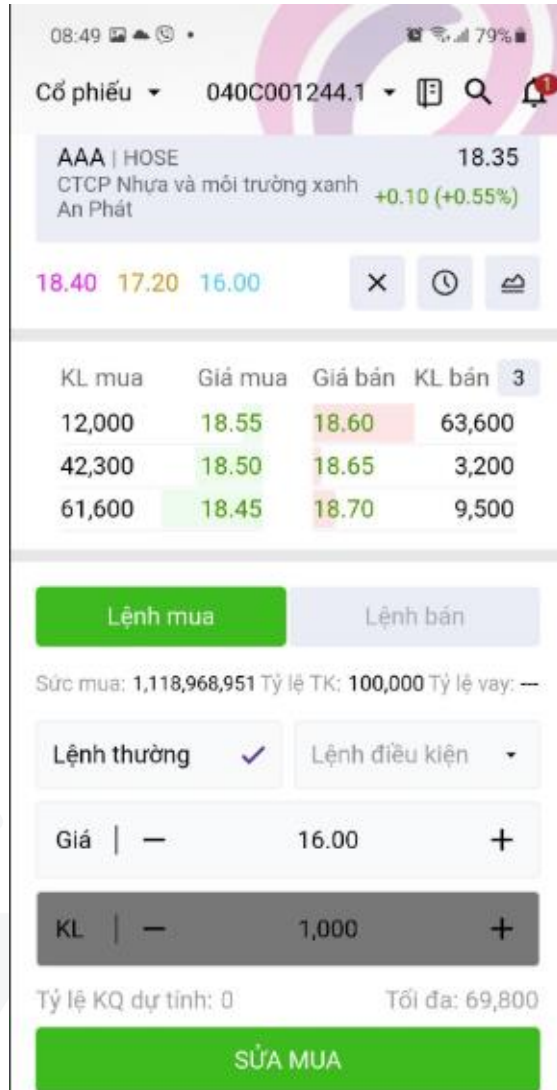 08:49 79%
Cổ phiếu 040C001244.1 1
AAA | HOSE 18.35
CTCP Nhựa và môi trường xanh An Phát +0.10 (+0.55%)
18.40 17.20 16.00
KL mua Giá mua Giá bán KL bán 3
12,000 18.55 18.60 63,600
42,300 18.50 18.65 3,200
61,600 18.45 18.70 9,500
Lệnh mua Lệnh bán
Sức mua: 1,118,968,951 Tỷ lệ TK: 100,000 Tỷ lệ vay: ---
Lệnh thường Lệnh điều kiện
Giá | — 16.00 +
KL | — 1,000 +
Tỷ lệ KQ dự tính: 0 Tối đa: 69,800
SỬA MUA